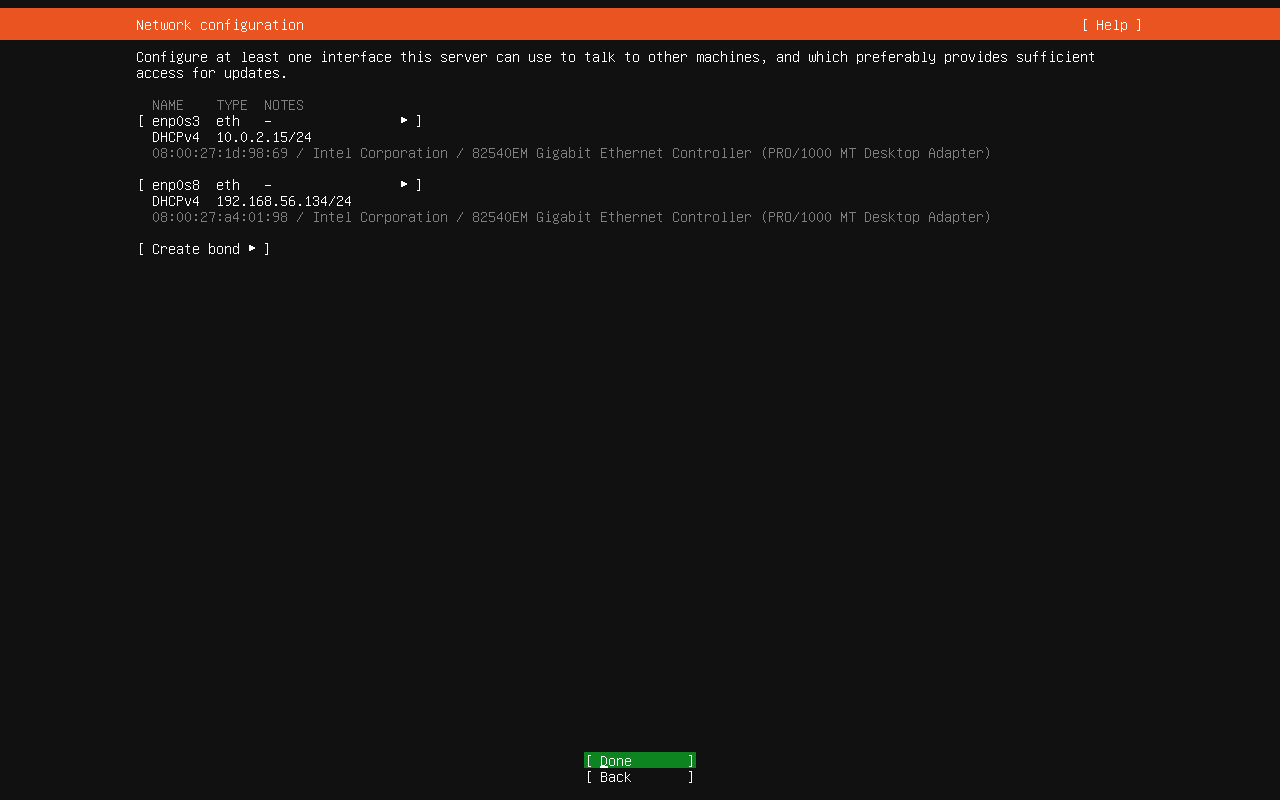 Network configuration [ Help ]
Configure at least one interface this server can use to talk to other machines, and which preferably provides sufficient
access for updates.
NAME TYPE NOTES
[ enp0s3 eth - ▸ ]
DHCPv4 10.0.2.15/24
08:00:27:1d:98:69 / Intel Corporation / 82540EM Gigabit Ethernet Controller (PRO/1000 MT Desktop Adapter)
[ enp0s8 eth - ▸ ]
DHCPv4 192.168.56.134/24
08:00:27:a4:01:98 / Intel Corporation / 82540EM Gigabit Ethernet Controller (PRO/1000 MT Desktop Adapter)
[ Create bond ▸ ]
[ Done ]
[ Back ]